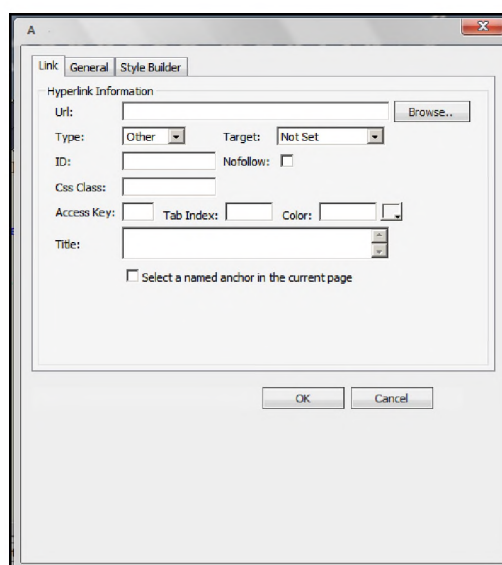 A
Link General Style Builder
Hyperlink Information
Url: Browse..
Type: Other Target: Not Set
ID: Nofollow:
Css Class:
Access Key: Tab Index: Color:
Title:
Select a named anchor in the current page
OK Cancel